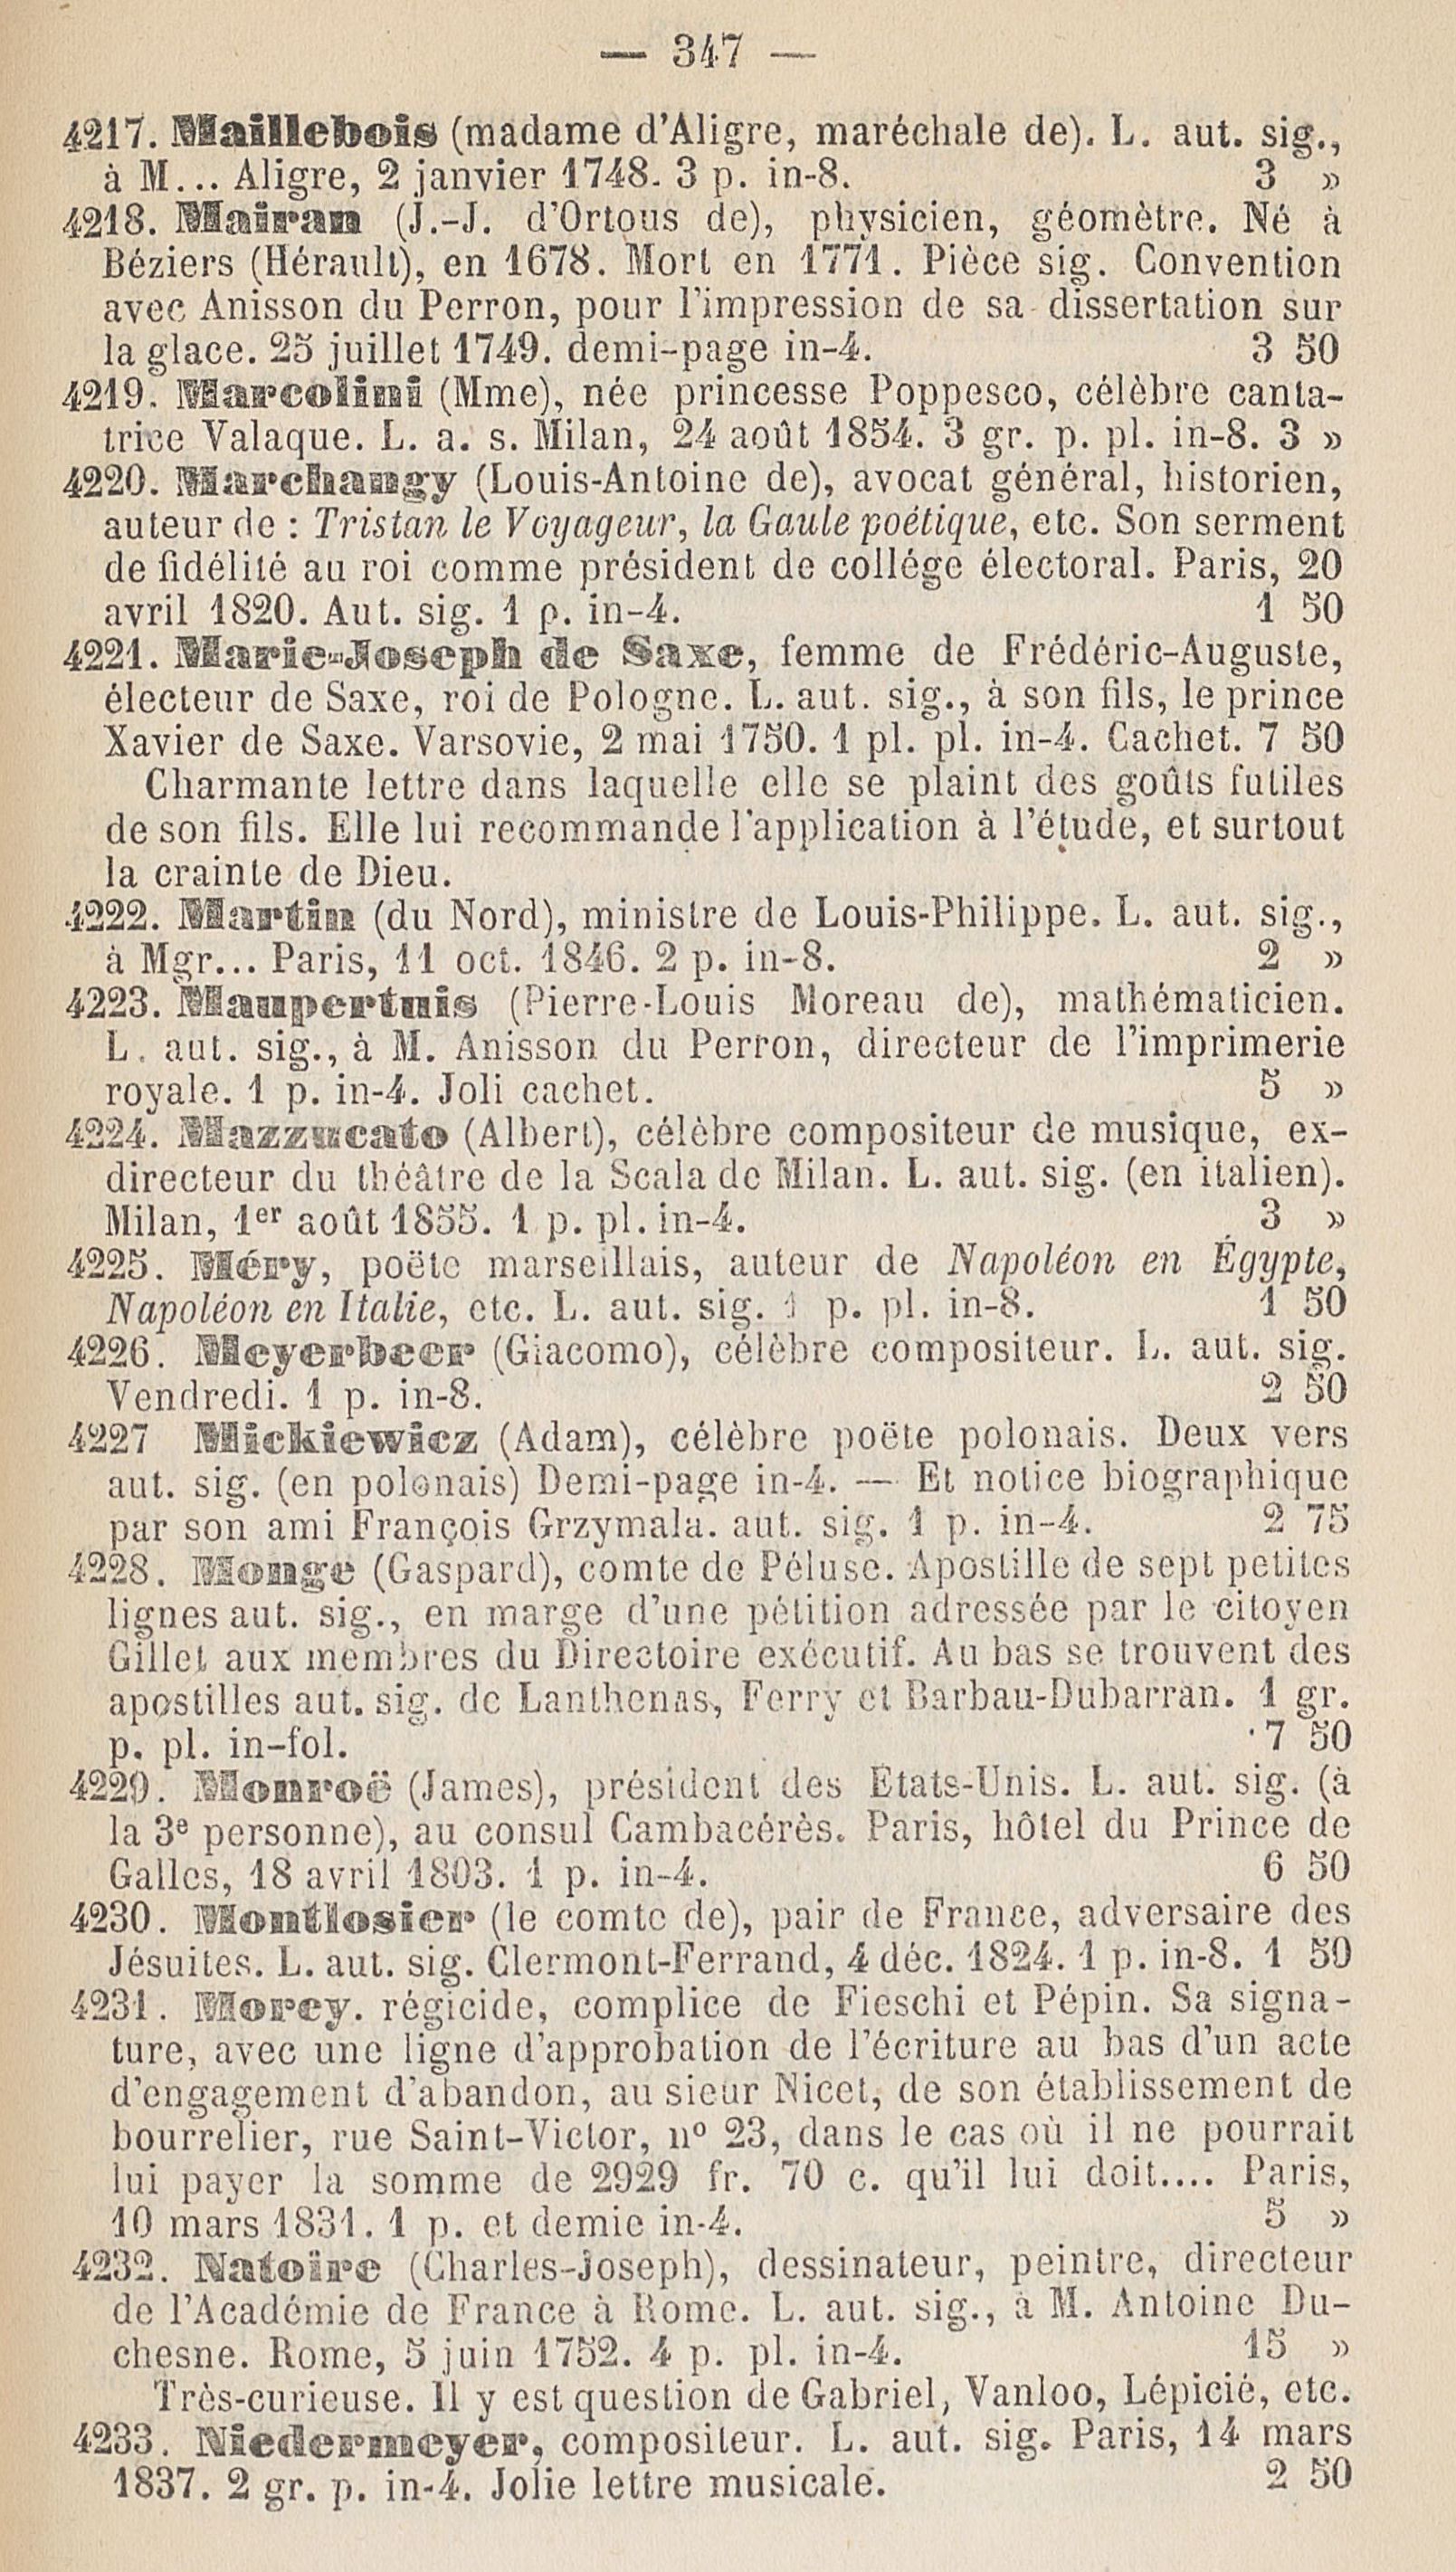 — 347 —
4217. Maillebois (madame d'Aligre, maréchale de). L. aut. sig.,
à M... Aligre, 2 janvier 1748. 3 p. in-8. 3 »
4218. Mairan (J.-J. d'Ortous de), physicien, géomètre. Né à
Béziers (Hérault), en 1678. Mort en 1771. Pièce sig. Convention
avec Anisson du Perron, pour l'impression de sa dissertation sur
la glace. 25 juillet 1749. demi-page in-4. 3 50
4219. Marcolini (Mme), née princesse Poppesco, célèbre canta-
trice Valaque. L. a. s. Milan, 24 août 1854. 3 gr. p. pl. in-8. 3 »
4220. Marchangy (Louis-Antoine de), avocat général, historien,
auteur de : Tristan le Voyageur, la Gaule poétique, etc. Son serment
de fidélité au roi comme président de collége électoral. Paris, 20
avril 1820. Aut. sig. 1 p. in-4. 1 50
4221. Marie-Joseph de Saxe, femme de Frédéric-Auguste,
électeur de Saxe, roi de Pologne. L. aut. sig., à son fils, le prince
Xavier de Saxe. Varsovie, 2 mai 1750. 1 pl. pl. in-4. Cachet. 7 50
Charmante lettre dans laquelle elle se plaint des goûts futiles
de son fils. Elle lui recommande l'application à l'étude, et surtout
la crainte de Dieu.
4222. Martin (du Nord), ministre de Louis-Philippe. L. aut. sig.,
à Mgr... Paris, 11 oct. 1846. 2 p. in-8. 2 »
4223. Maupertuis (Pierre-Louis Moreau de), mathématicien.
L. aut. sig., à M. Anisson du Perron, directeur de l'imprimerie
royale. 1 p. in-4. Joli cachet. 5 »
4224. Mazzucato (Albert), célèbre compositeur de musique, ex-
directeur du théâtre de la Scala de Milan. L. aut. sig. (en italien).
Milan, 1er août 1855. 1 p. pl. in-4. 3 »
4225. Méry, poëte marseillais, auteur de Napoléon en Égypte,
Napoléon en Italie, etc. L. aut. sig. 1 p. pl. in-8. 1 50
4226. Meyerbeer (Giacomo), célèbre compositeur. L. aut. sig.
Vendredi. 1 p. in-8. 2 50
4227 Mickiewicz (Adam), célèbre poëte polonais. Deux vers
aut. sig. (en polonais) Demi-page in-4. — Et notice biographique
par son ami François Grzymala. aut. sig. 1 p. in-4. 2 75
4228. Monge (Gaspard), comte de Péluse. Apostille de sept petites
lignes aut. sig., en marge d'une pétition adressée par le citoyen
Gillet aux membres du Directoire exécutif. Au bas se trouvent des
apostilles aut. sig. de Lanthenas, Ferry et Barbau-Dubarran. 1 gr.
p. pl. in-fol. 7 50
4229. Monroë (James), président des États-Unis. L. aut. sig. (à
la 3e personne), au consul Cambacérès. Paris, hôtel du Prince de
Galles, 18 avril 1803. 1 p. in-4. 6 50
4230. Montlosier (le comte de), pair de France, adversaire des
Jésuites. L. aut. sig. Clermont-Ferrand, 4 déc. 1824. 1 p. in-8. 1 50
4231. Morey. régicide, complice de Fieschi et Pépin. Sa signa-
ture, avec une ligne d'approbation de l'écriture au bas d'un acte
d'engagement d'abandon, au sieur Nicet, de son établissement de
bourrelier, rue Saint-Victor, no 23, dans le cas où il ne pourrait
lui payer la somme de 2929 fr. 70 c. qu'il lui doit.... Paris,
10 mars 1831. 1 p. et demie in-4. 5 »
4232. Natoire (Charles-Joseph), dessinateur, peintre, directeur
de l'Académie de France à Rome. L. aut. sig., à M. Antoine Du-
chesne. Rome, 5 juin 1752. 4 p. pl. in-4. 15 »
Très-curieuse. Il y est question de Gabriel, Vanloo, Lépicié, etc.
4233. Niedermeyer, compositeur. L. aut. sig. Paris, 14 mars
1837. 2 gr. p. in-4. Jolie lettre musicale. 2 50